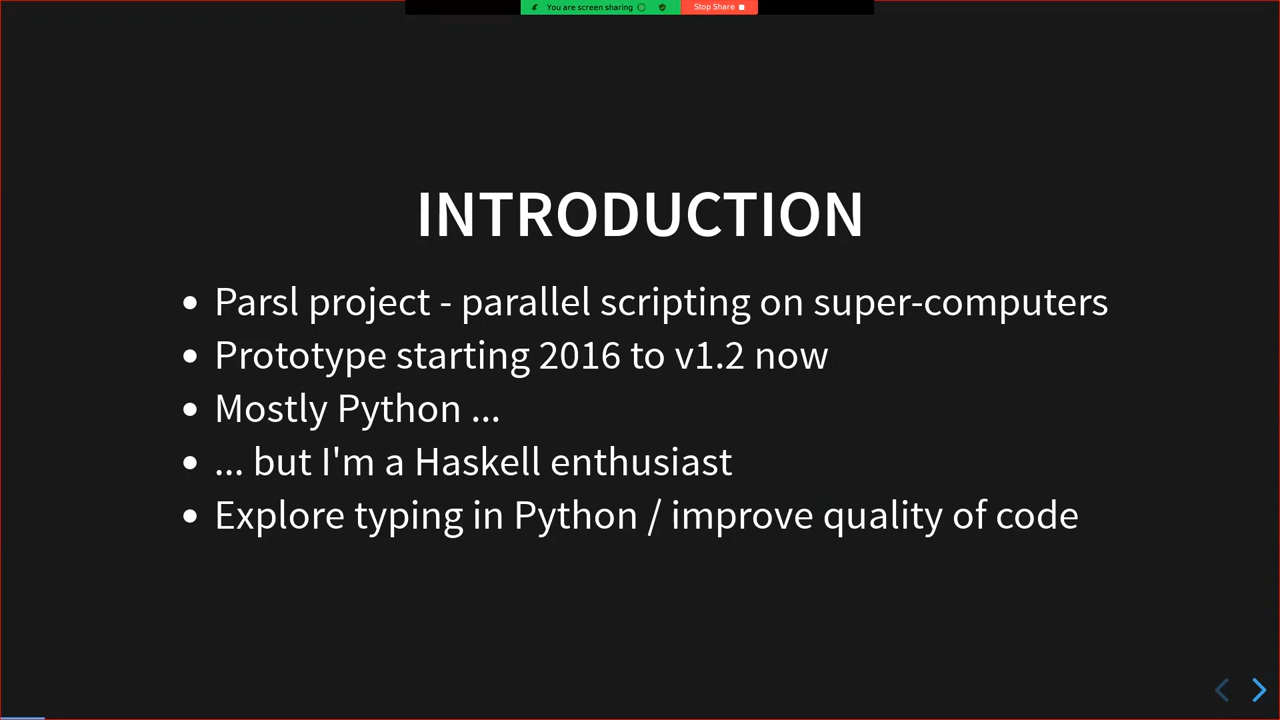 You are screen sharing
Stop Share
INTRODUCTION
• Parsl project - parallel scripting on super-computers
• Prototype starting 2016 to v1.2 now
• Mostly Python ...
• ... but I'm a Haskell enthusiast
• Explore typing in Python / improve quality of code